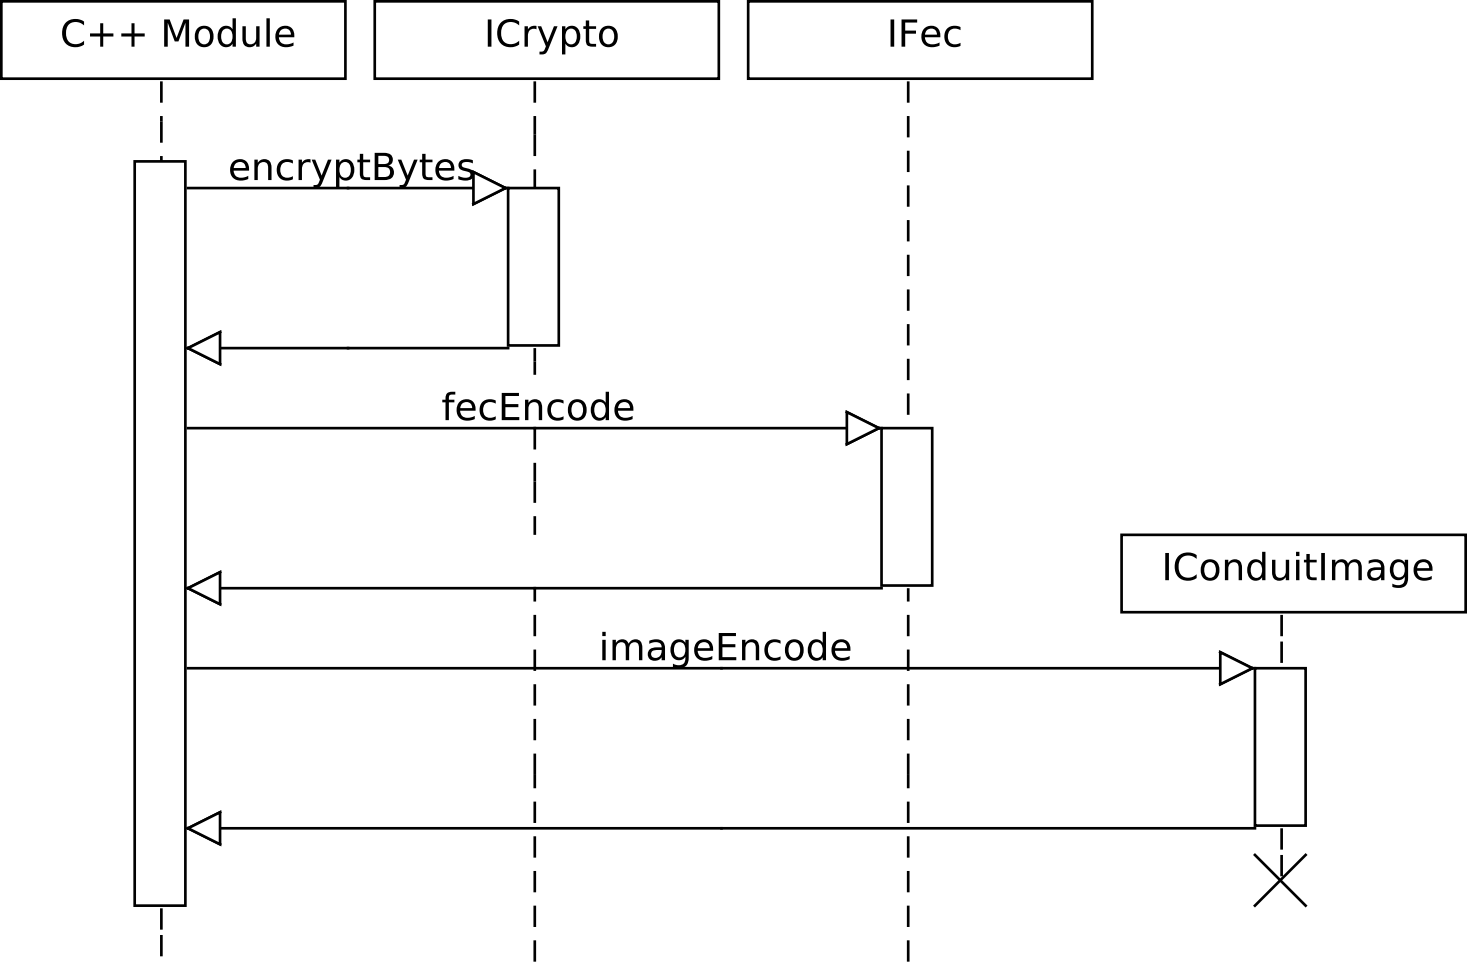 C++ Module
ICrypto
IFec
encryptBytes
fecEncode
IConduitImage
imageEncode